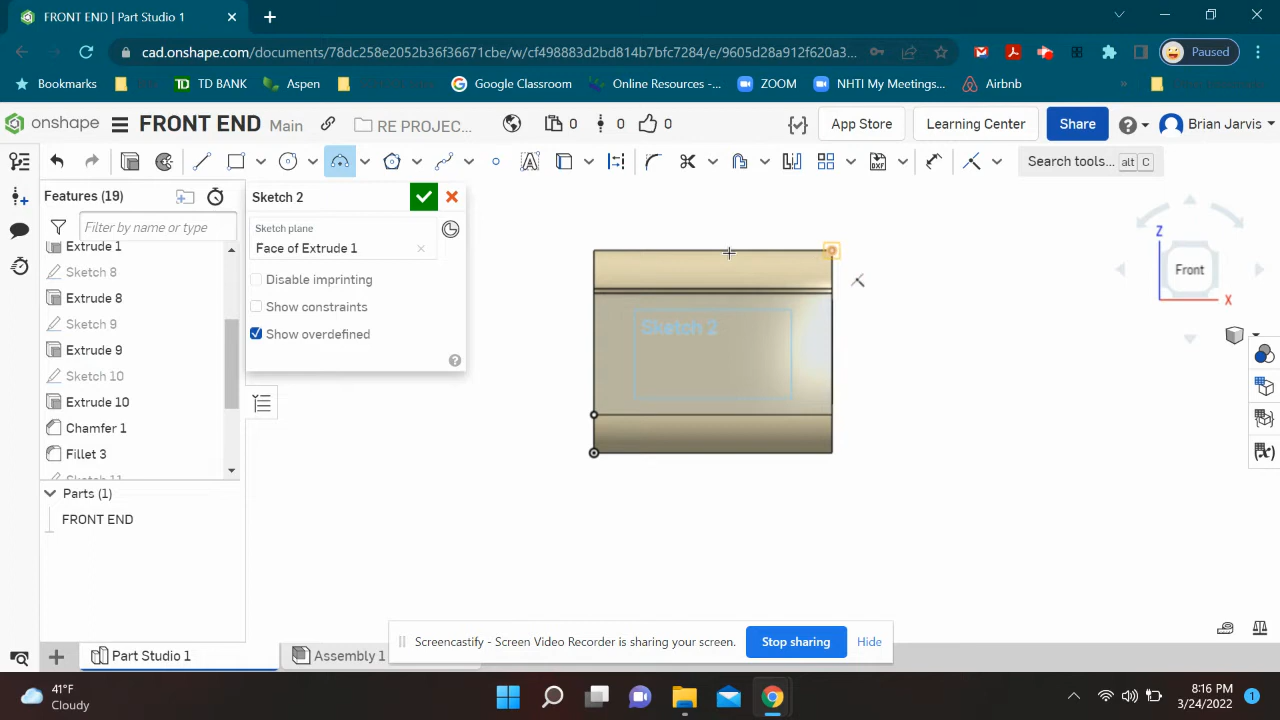 FRONT END | Part Studio 1
cad.onshape.com/documents/78dc258e2052b36f36671cbe/w/cf498883d2bd814b7bfc7284/e/9605d28a912f620a3...
Paused
Bookmarks
TD BANK
Aspen
Google Classroom
Online Resources -...
ZOOM
NHTI My Meetings...
Airbnb
onshape
FRONT END
Main
RE PROJEC...
0
0
0
App Store
Learning Center
Share
Brian Jarvis
Search tools...
alt
C
Features (19)
Filter by name or type
Extrude 1
Sketch 8
Extrude 8
Sketch 9
Extrude 9
Sketch 10
Extrude 10
Chamfer 1
Fillet 3
Sketch 11
Parts (1)
FRONT END
Sketch 2
Sketch plane
Face of Extrude 1
Disable imprinting
Show constraints
Show overdefined
Sketch 2
Z
Front
X
Screencastify - Screen Video Recorder is sharing your screen.
Stop sharing
Hide
Part Studio 1
Assembly 1
41°F
Cloudy
8:16 PM
3/24/2022
1